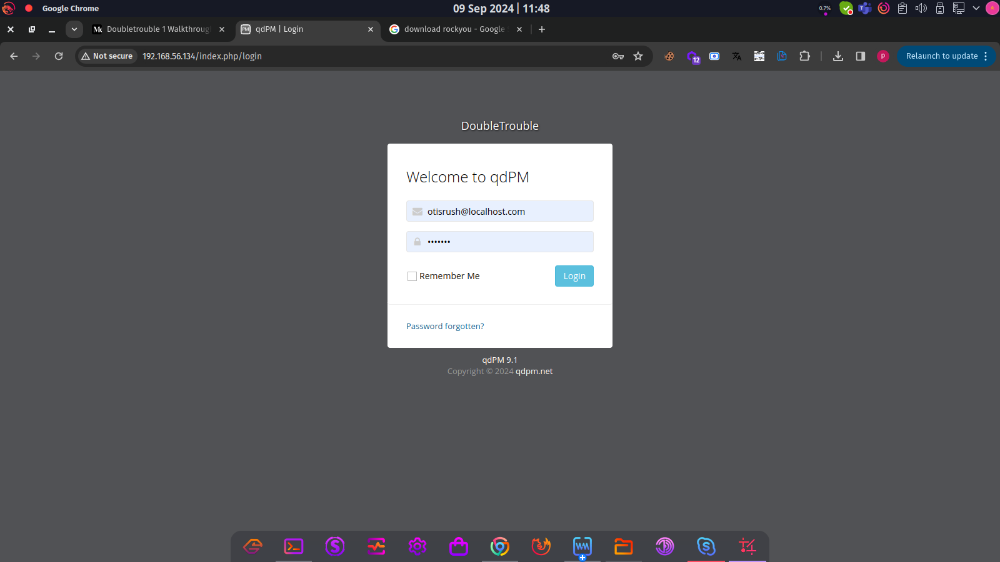 Google Chrome
09 Sep 2024 | 11:48
0.7%
Doubletrouble 1 Walkthroug
qdPM | Login
download rockyou - Google
Not secure
192.168.56.134/index.php/login
12
P
Relaunch to update
DoubleTrouble
Welcome to qdPM
otisrush@localhost.com
•••••••
Remember Me
Login
Password forgotten?
qdPM 9.1
Copyright © 2024 qdpm.net